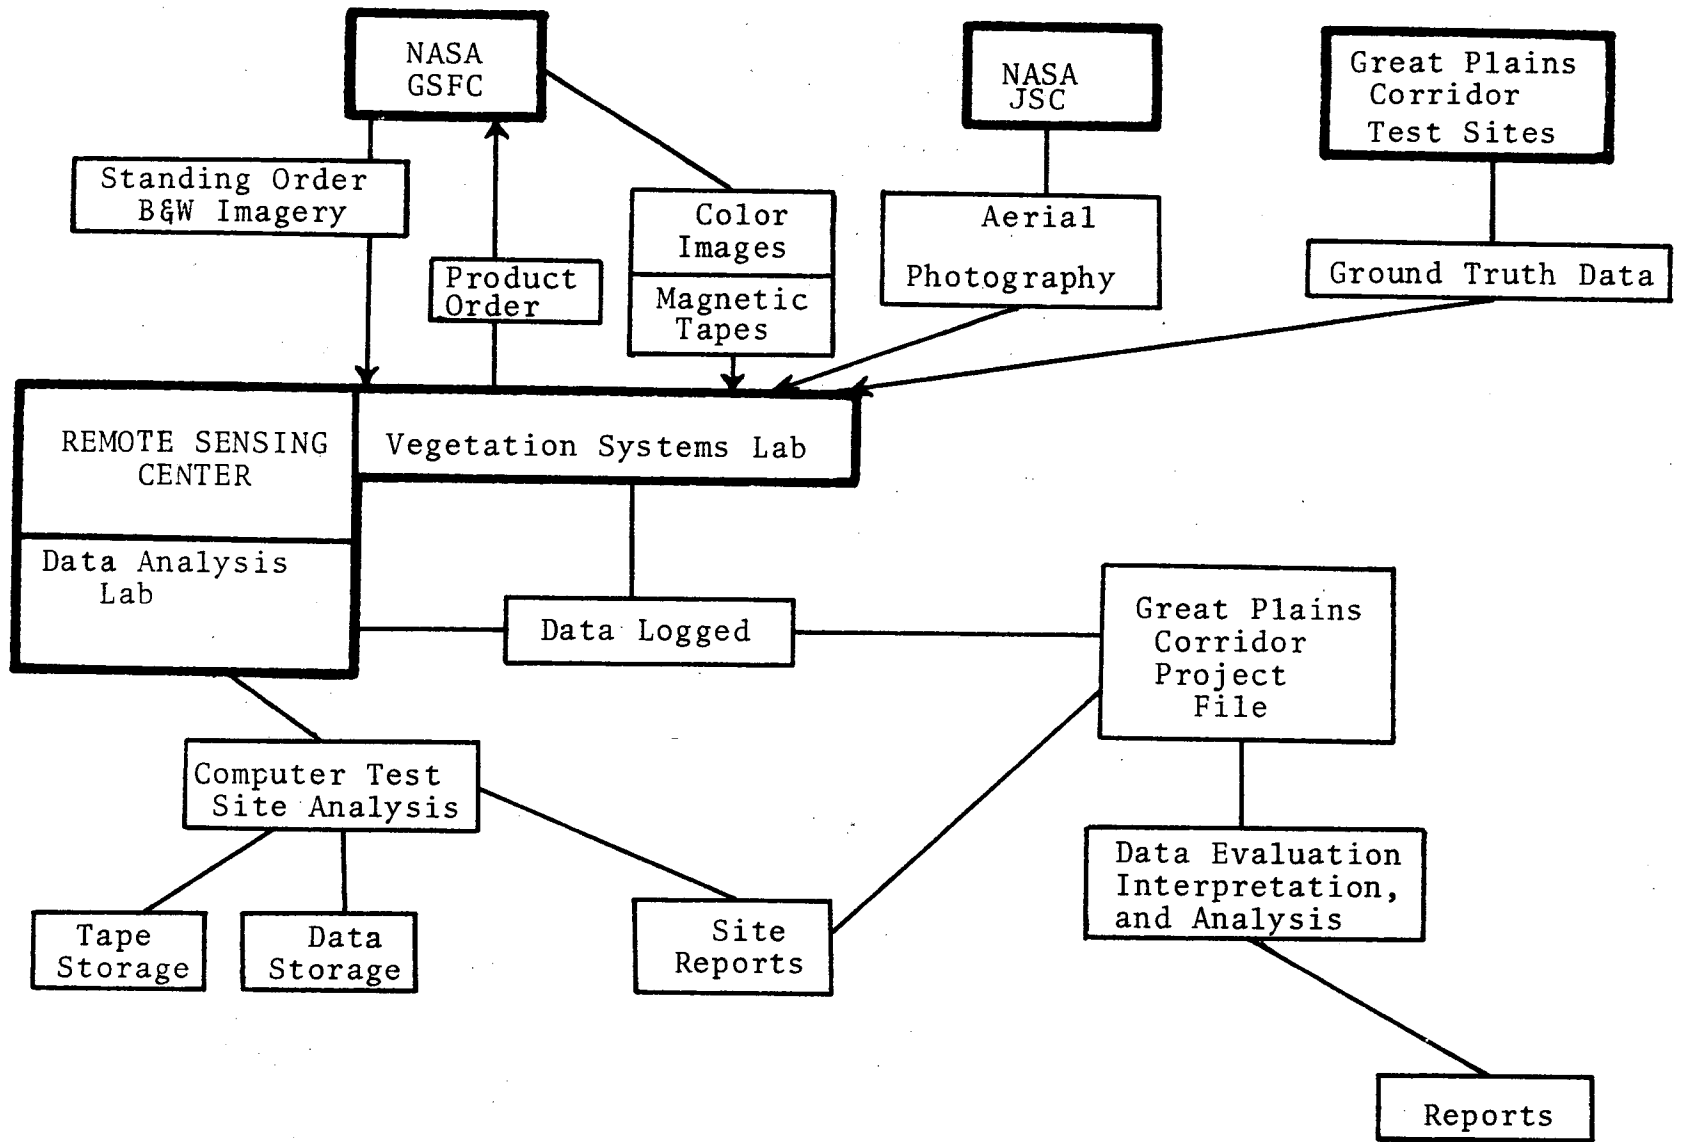 NASA
GSFC
NASA
JSC
Great Plains
Corridor
Test Sites
Standing Order
B&W Imagery
Product
Order
Color
Images
Magnetic
Tapes
Aerial
Photography
Ground Truth Data
REMOTE SENSING
CENTER
Vegetation Systems Lab
Data Analysis
Lab
Data Logged
Great Plains
Corridor
Project
File
Computer Test
Site Analysis
Data Evaluation
Interpretation,
and Analysis
Tape
Storage
Data
Storage
Site
Reports
Reports